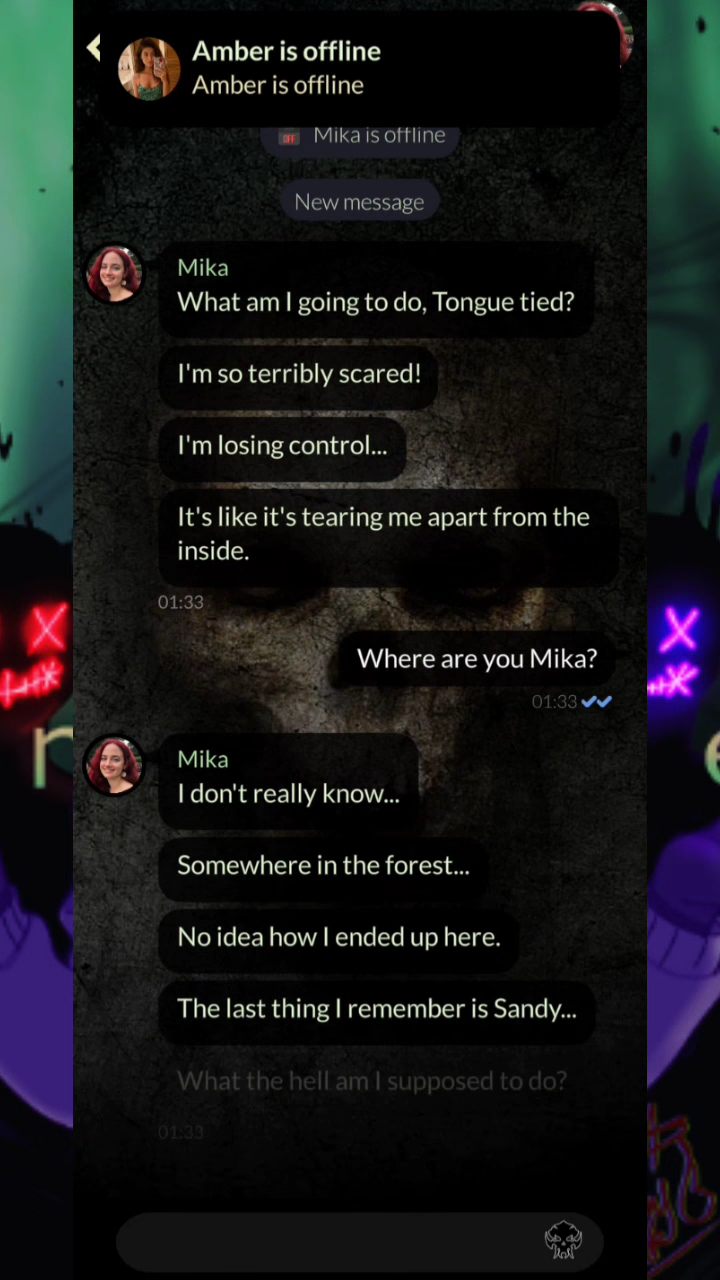 Amber is offline
Amber is offline
OFF Mika is offline
New message
Mika
What am I going to do, Tongue tied?
I'm so terribly scared!
I'm losing control...
It's like it's tearing me apart from the
inside.
01:33
Where are you Mika?
01:33
Mika
I don't really know...
Somewhere in the forest...
No idea how I ended up here.
The last thing I remember is Sandy...
What the hell am I supposed to do?
01:33